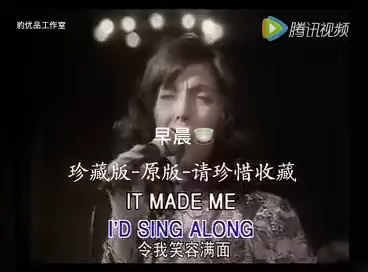 豹优品工作室
腾讯视频
早晨🍵
珍藏版-原版-请珍惜收藏
IT MADE ME
I'D SING ALONG
令我笑容满面